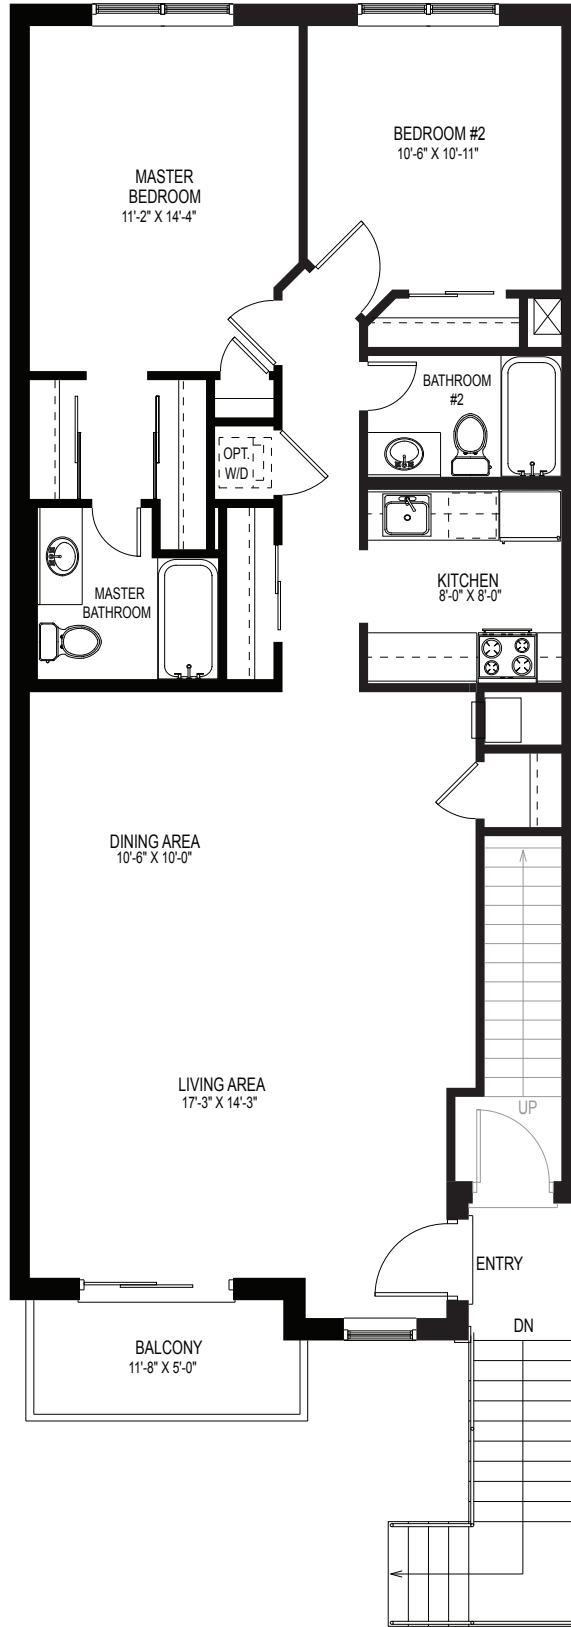 BEDROOM #2
10'-6" X 10'-11"
MASTER
BEDROOM
11'-2" X 14'-4"
BATHROOM
#2
OPT.
W/D
KITCHEN
8'-0" X 8'-0"
MASTER
BATHROOM
DINING AREA
10'-6" X 10'-0"
LIVING AREA
17'-3" X 14'-3"
UP
ENTRY
DN
BALCONY
11'-8" X 5'-0"